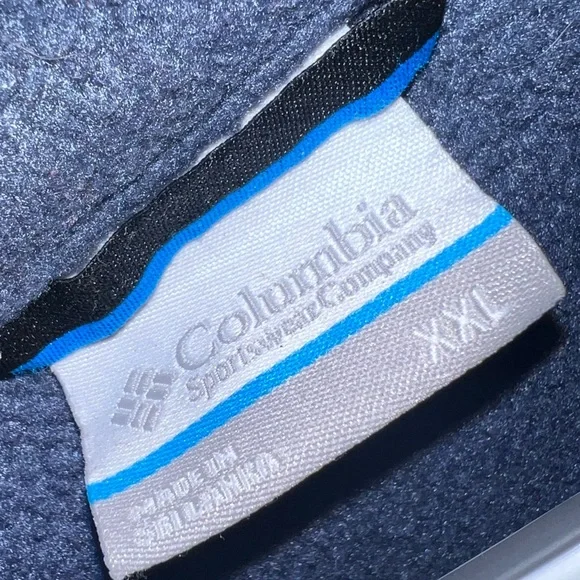 Columbia
Sportswear Company
XXL
MADE IN
SRI LANKA